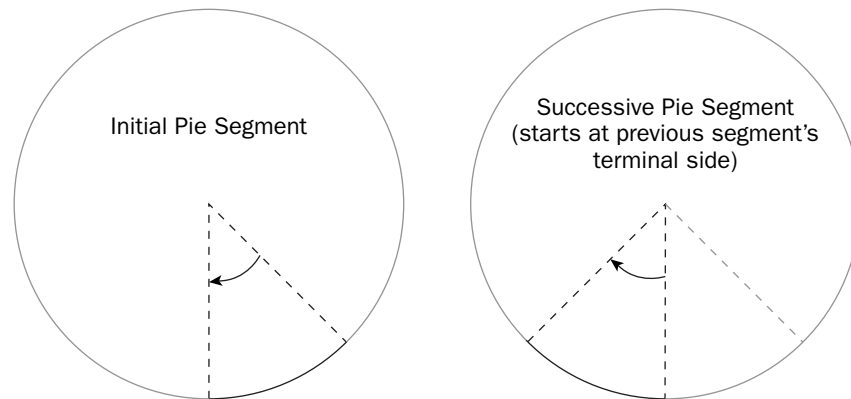 Initial Pie Segment
Successive Pie Segment
(starts at previous segment’s
terminal side)